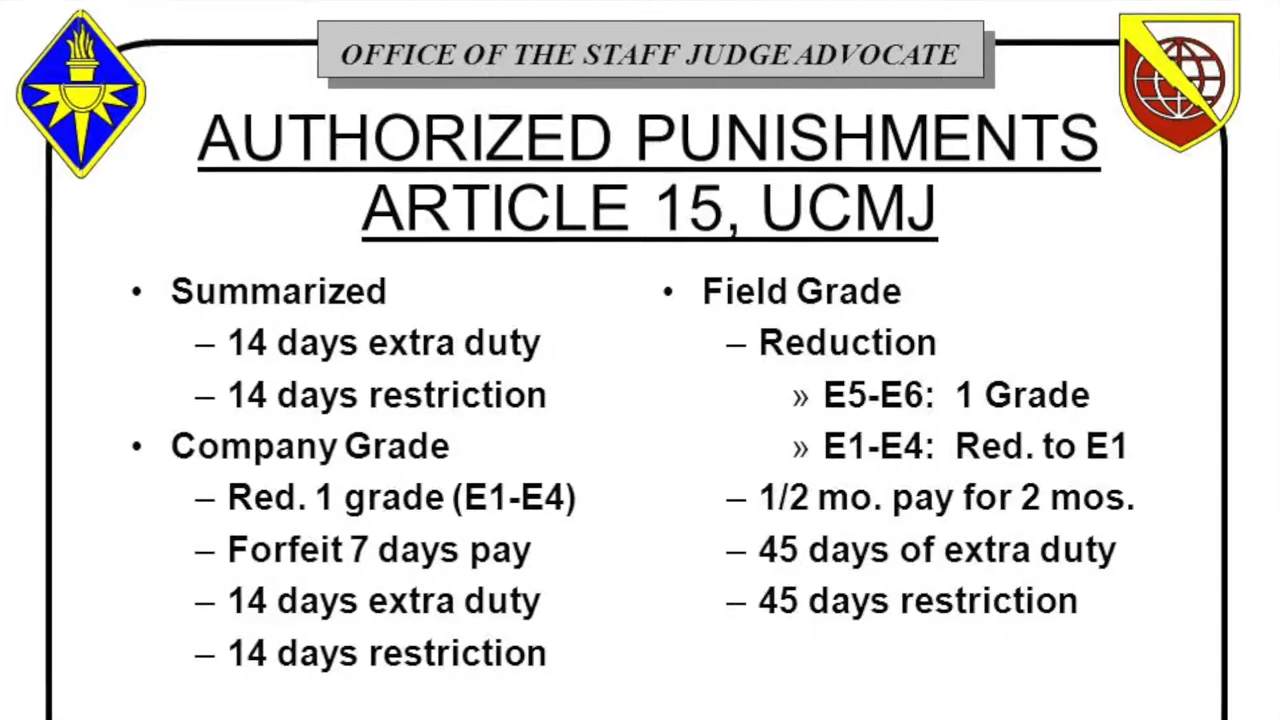 OFFICE OF THE STAFF JUDGE ADVOCATE
AUTHORIZED PUNISHMENTS
ARTICLE 15, UCMJ
• Summarized
– 14 days extra duty
– 14 days restriction
• Company Grade
– Red. 1 grade (E1-E4)
– Forfeit 7 days pay
– 14 days extra duty
– 14 days restriction
• Field Grade
– Reduction
» E5-E6: 1 Grade
» E1-E4: Red. to E1
– 1/2 mo. pay for 2 mos.
– 45 days of extra duty
– 45 days restriction